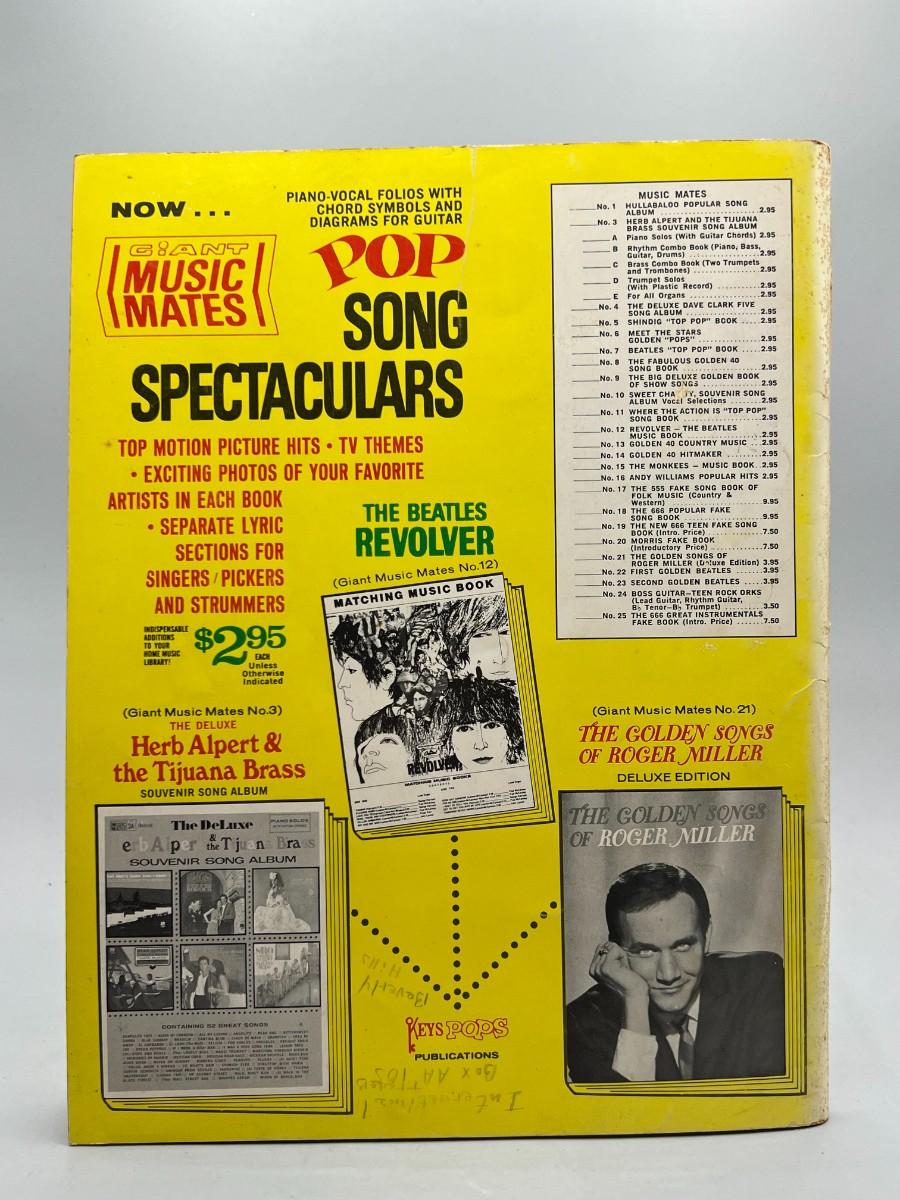 NOW...
GIANT
MUSIC
MATES
PIANO-VOCAL FOLIOS WITH
CHORD SYMBOLS AND
DIAGRAMS FOR GUITAR
POP
SONG
SPECTACULARS
TOP MOTION PICTURE HITS • TV THEMES
• EXCITING PHOTOS OF YOUR FAVORITE
ARTISTS IN EACH BOOK
• SEPARATE LYRIC
SECTIONS FOR
SINGERS/PICKERS
AND STRUMMERS
INDISPENSABLE
ADDITIONS
TO YOUR
HOME MUSIC
LIBRARY!
$2.95
EACH
Unless
Otherwise
Indicated
MUSIC MATES
No. 1 HULLABALOO POPULAR SONG
ALBUM 2.95
No. 3 HERB ALPERT AND THE TIJUANA
BRASS SOUVENIR SONG ALBUM
A Piano Solos (With Guitar Chords) 2.95
B Rhythm Combo Book (Piano, Bass,
Guitar, Drums) 2.95
C Brass Combo Book (Two Trumpets
and Trombones) 2.95
D Trumpet Solos
(With Plastic Record) 2.95
E For All Organs 2.95
No. 4 THE DELUXE DAVE CLARK FIVE
SONG ALBUM 2.95
No. 5 SHINDIG "TOP POP" BOOK 2.95
No. 6 MEET THE STARS
GOLDEN "POPS" 2.95
No. 7 BEATLES "TOP POP" BOOK 2.95
No. 8 THE FABULOUS GOLDEN 40
SONG BOOK 2.95
No. 9 THE BIG DELUXE GOLDEN BOOK
OF SHOW SONGS 2.95
No. 10 SWEET CHARITY, SOUVENIR SONG
ALBUM Vocal Selections 2.95
No. 11 WHERE THE ACTION IS "TOP POP"
SONG BOOK 2.95
No. 12 REVOLVER — THE BEATLES
MUSIC BOOK 2.95
No. 13 GOLDEN 40 COUNTRY MUSIC 2.95
No. 14 GOLDEN 40 HITMAKER 2.95
No. 15 THE MONKEES — MUSIC BOOK 2.95
No. 16 ANDY WILLIAMS POPULAR HITS 2.95
No. 17 THE 555 FAKE SONG BOOK OF
FOLK MUSIC (Country &
Western) 9.95
No. 18 THE 666 POPULAR FAKE
SONG BOOK 9.95
No. 19 THE NEW 666 TEEN FAKE SONG
BOOK (Intro. Price) 7.50
No. 20 MORRIS FAKE BOOK
(Introductory Price) 7.50
No. 21 THE GOLDEN SONGS OF
ROGER MILLER (Deluxe Edition) 3.95
No. 22 FIRST GOLDEN BEATLES 3.95
No. 23 SECOND GOLDEN BEATLES 3.95
No. 24 BOSS GUITAR—TEEN ROCK ORKS
(Lead Guitar, Rhythm Guitar,
B♭ Tenor—B♭ Trumpet) 3.50
No. 25 THE 666 GREAT INSTRUMENTALS
FAKE BOOK (Intro. Price) 7.50
THE BEATLES
REVOLVER
(Giant Music Mates No.12)
MATCHING MUSIC BOOK
REVOLVER
MATCHING MUSIC BOOKS
(Giant Music Mates No.3)
THE DELUXE
Herb Alpert &
the Tijuana Brass
SOUVENIR SONG ALBUM
PIANO SOLOS
The DeLuxe
erb Alper & the Tijuana Brass
SOUVENIR SONG ALBUM
CONTAINING 52 GREAT SONGS
(Giant Music Mates No.21)
THE GOLDEN SONGS
OF ROGER MILLER
DELUXE EDITION
THE GOLDEN SONGS
OF ROGER MILLER
KEYS POPS
PUBLICATIONS
International
Box AA
Beverly
Hills